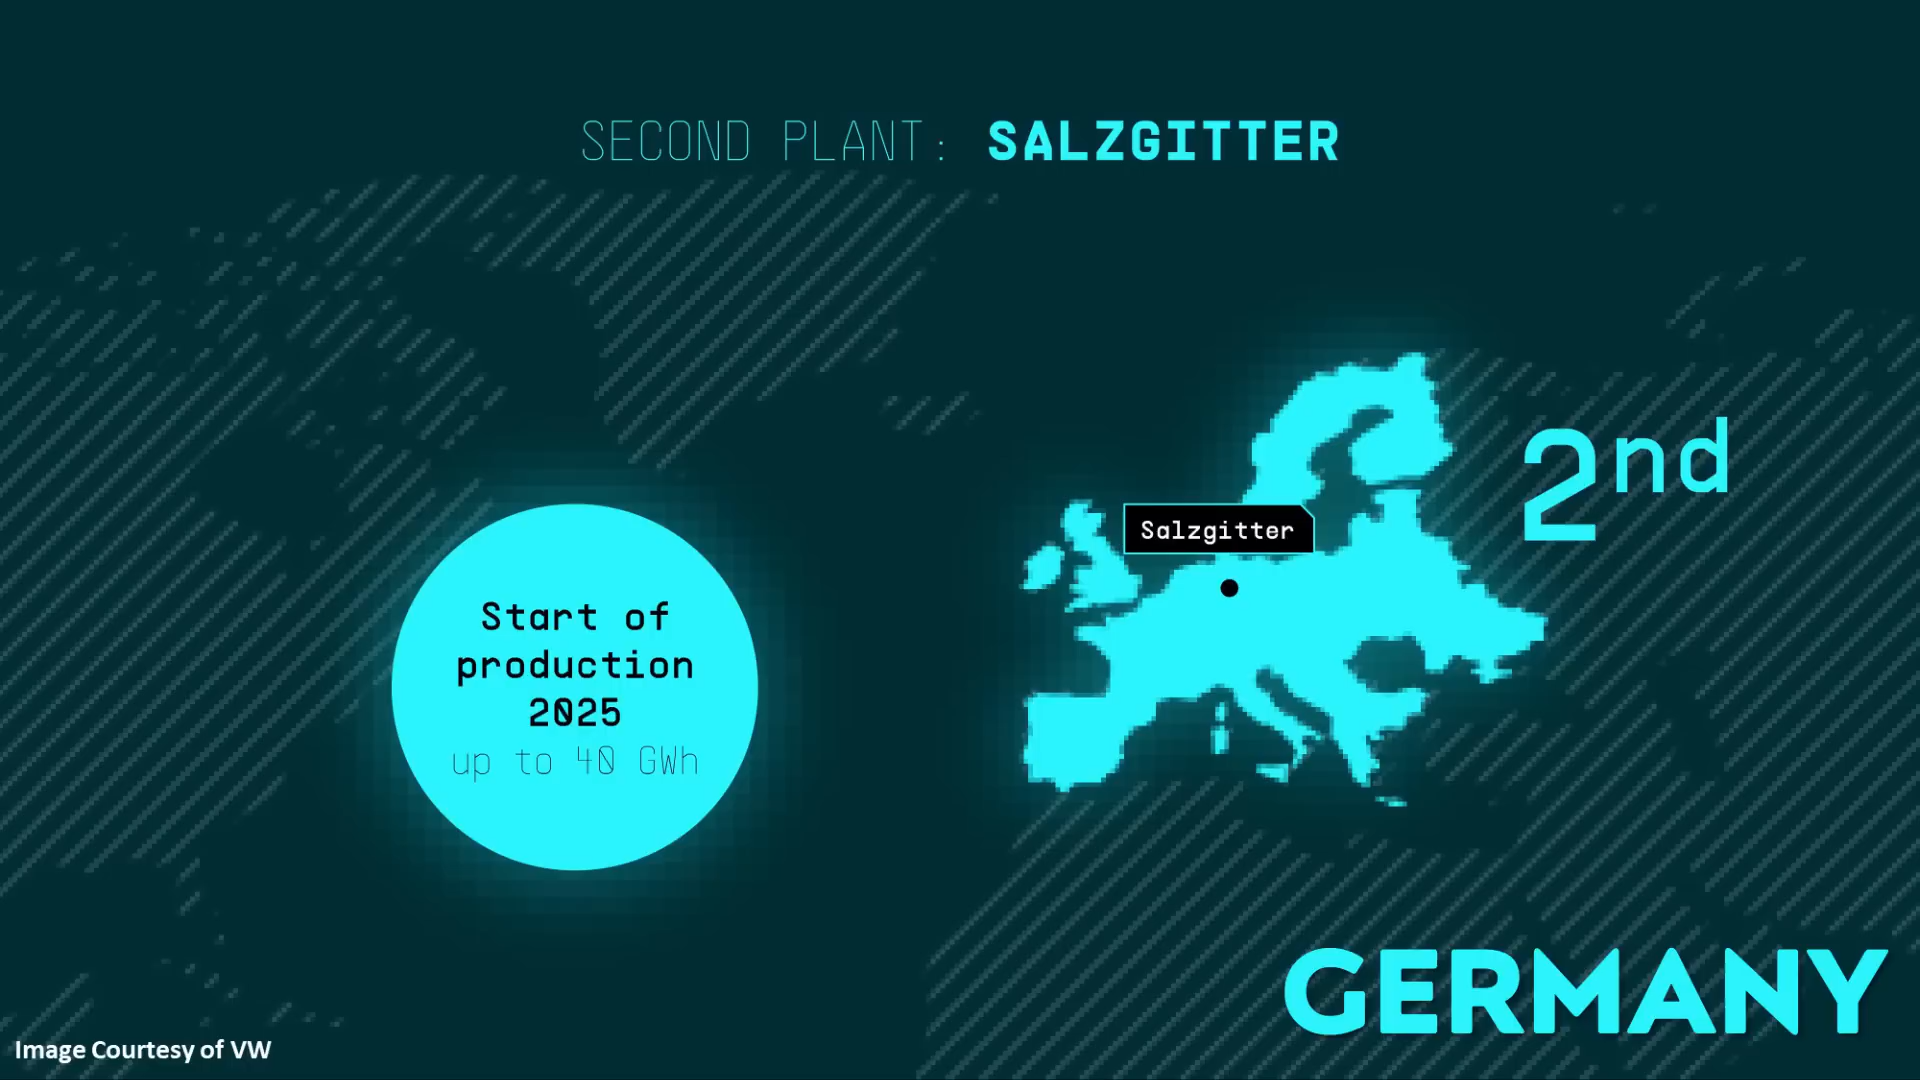 SECOND PLANT: SALZGITTER
2nd
Salzgitter
Start of
production
2025
up to 40 GWh
GERMANY
Image Courtesy of VW